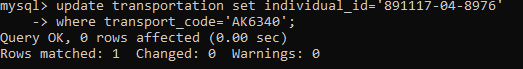 mysql> update transportation set individual_id='891117-04-8976'
    -> where transport_code='AK6340';
Query OK, 0 rows affected (0.00 sec)
Rows matched: 1  Changed: 0  Warnings: 0